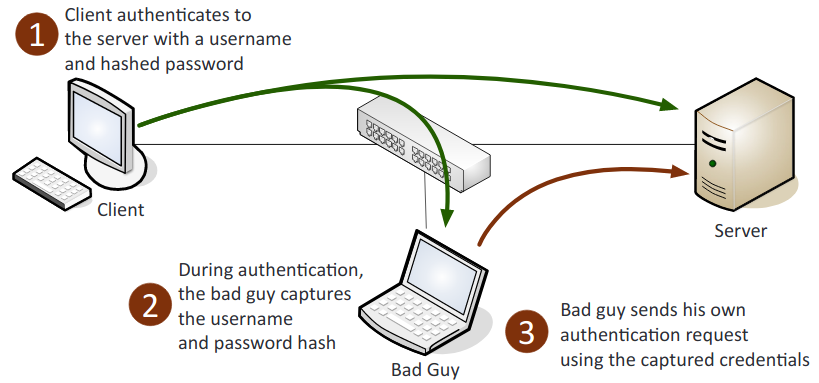 1
Client authenticates to
the server with a username
and hashed password
Client
Server
2
During authentication,
the bad guy captures
the username
and password hash
Bad Guy
3
Bad guy sends his own
authentication request
using the captured credentials